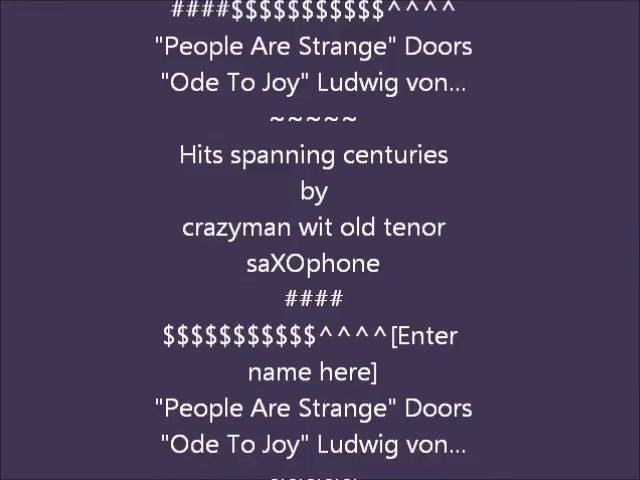 ####$$$$$$$$$$$^^^^
"People Are Strange" Doors
"Ode To Joy" Ludwig von...
~~~~~
Hits spanning centuries
by
crazyman wit old tenor
saXOphone
####
$$$$$$$$$$$^^^^[Enter
name here]
"People Are Strange" Doors
"Ode To Joy" Ludwig von...
~~~~~